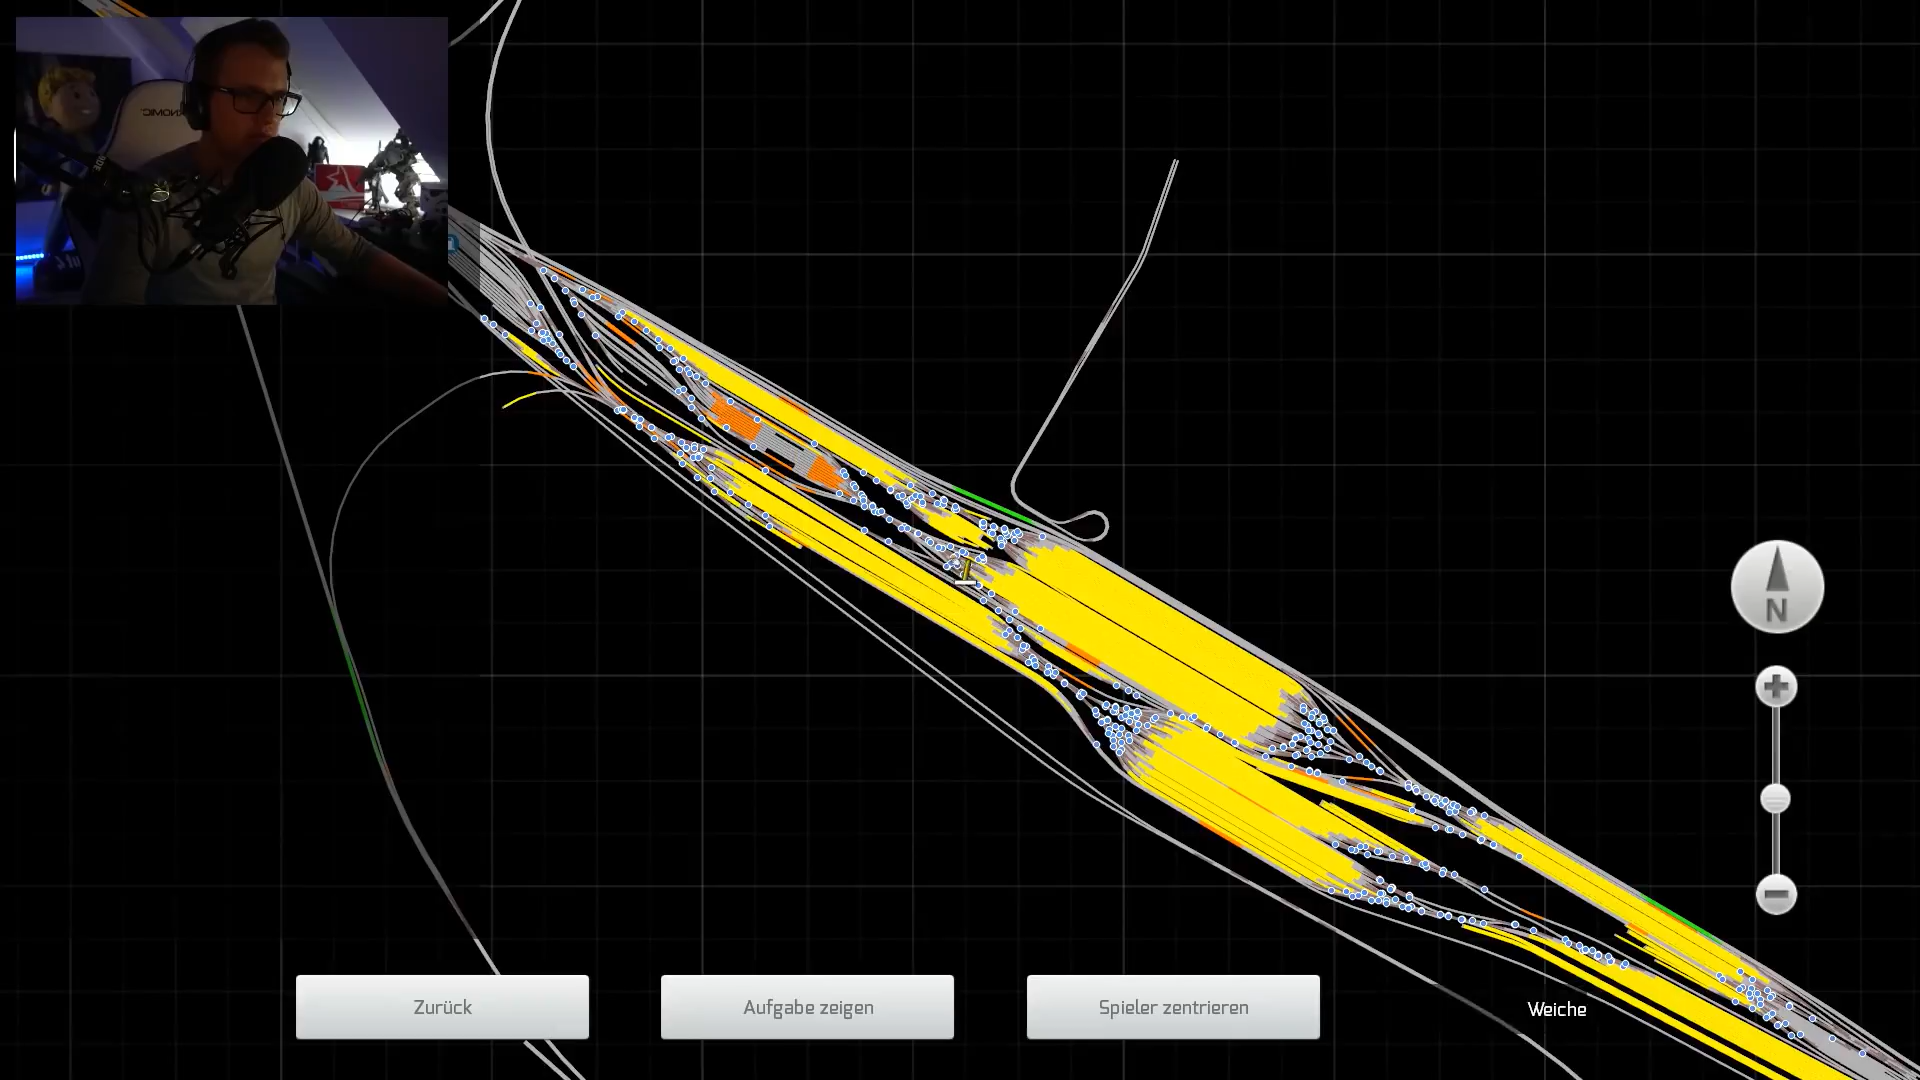 Zurück
Aufgabe zeigen
Spieler zentrieren
Weiche
N